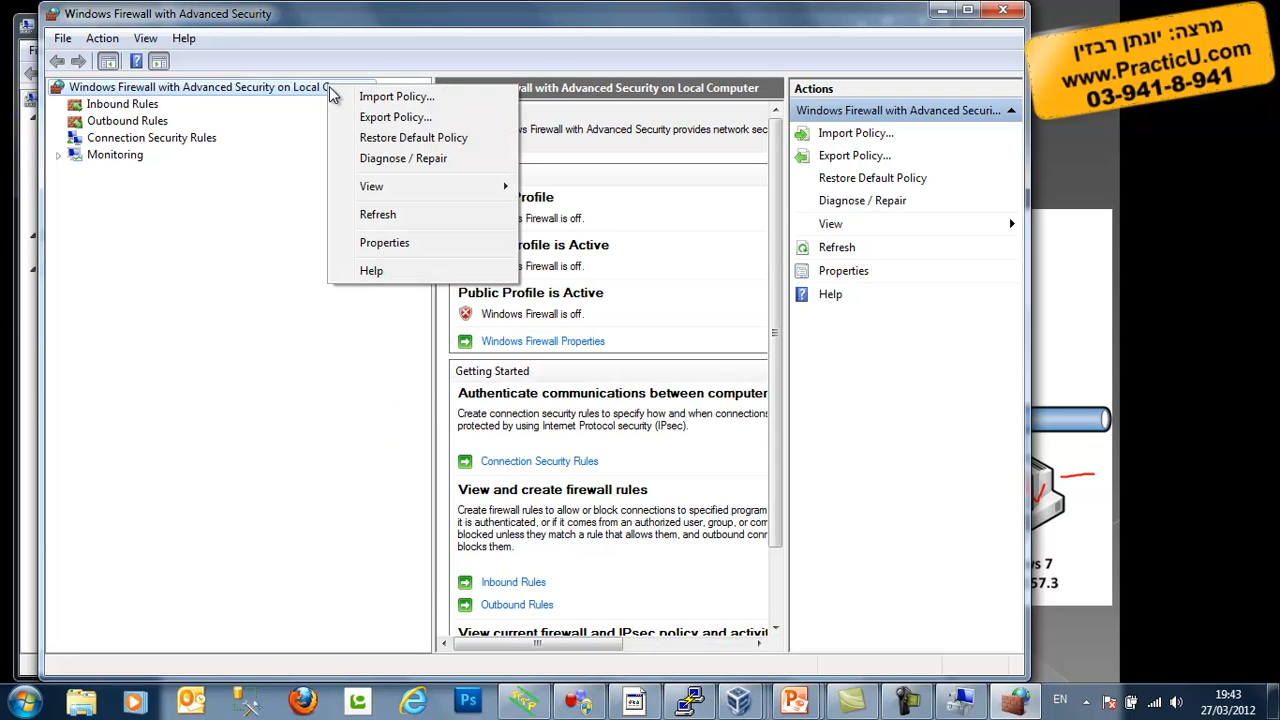 Windows Firewall with Advanced Security
מרצה: יונתן רבזין
www.PracticU.com
03-941-8-941
File Action View Help
Windows Firewall with Advanced Security on Local C
Inbound Rules
Outbound Rules
Connection Security Rules
Monitoring
Import Policy...
Export Policy...
Restore Default Policy
Diagnose / Repair
View
Refresh
Properties
Help
wall with Advanced Security on Local Computer
Firewall with Advanced Security provides network sec
ofile
s Firewall is off.
ofile is Active
s Firewall is off.
Public Profile is Active
Windows Firewall is off.
Windows Firewall Properties
Getting Started
Authenticate communications between computer
Create connection security rules to specify how and when connections
protected by using Internet Protocol security (IPsec).
Connection Security Rules
View and create firewall rules
Create firewall rules to allow or block connections to specified program
it is authenticated, or if it comes from an authorized user, group, or com
blocked unless they match a rule that allows them, and outbound conn
blocks them.
Inbound Rules
Outbound Rules
View current firewall and IPsec policy and activit
Actions
Windows Firewall with Advanced Securi...
Import Policy...
Export Policy...
Restore Default Policy
Diagnose / Repair
View
Refresh
Properties
Help
s 7
57.3
EN
19:43
27/03/2012